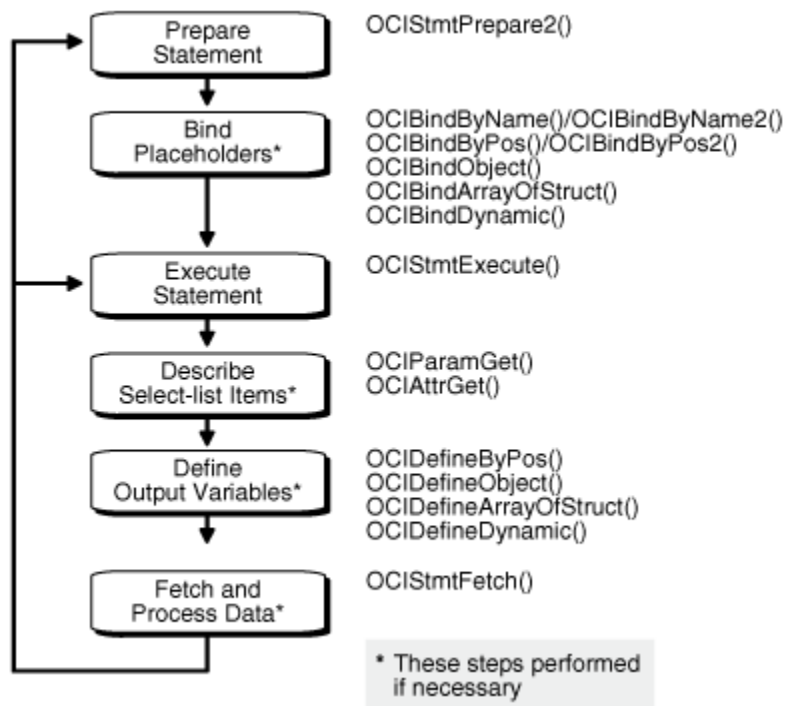 Prepare
Statement
OCIStmtPrepare2()
Bind
Placeholders*
OCIBindByName()/OCIBindByName2()
OCIBindByPos()/OCIBindByPos2()
OCIBindObject()
OCIBindArrayOfStruct()
OCIBindDynamic()
Execute
Statement
OCIStmtExecute()
Describe
Select-list Items*
OCIParamGet()
OCIAttrGet()
Define
Output Variables*
OCIDefineByPos()
OCIDefineObject()
OCIDefineArrayOfStruct()
OCIDefineDynamic()
Fetch and
Process Data*
OCIStmtFetch()
* These steps performed
if necessary